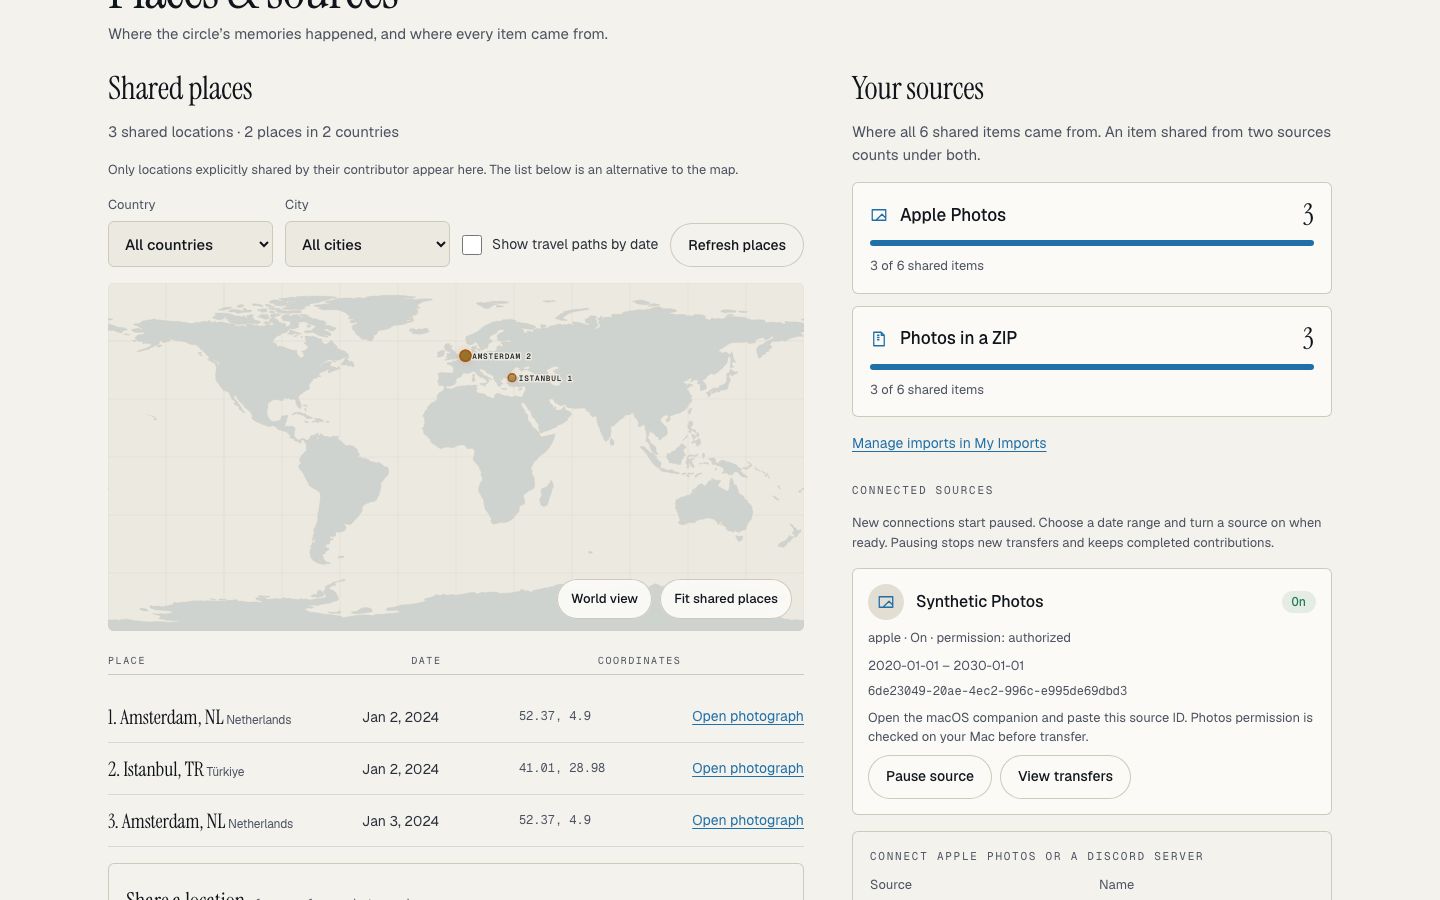 Places & sources
Where the circle's memories happened, and where every item came from.
Shared places
3 shared locations · 2 places in 2 countries
Only locations explicitly shared by their contributor appear here. The list below is an alternative to the map.
Country
City
All countries
All cities
Show travel paths by date
Refresh places
AMSTERDAM 2
ISTANBUL 1
World view
Fit shared places
PLACE DATE COORDINATES
1. Amsterdam, NL Netherlands Jan 2, 2024 52.37, 4.9 Open photograph
2. Istanbul, TR Türkiye Jan 2, 2024 41.01, 28.98 Open photograph
3. Amsterdam, NL Netherlands Jan 3, 2024 52.37, 4.9 Open photograph
Share a location
Your sources
Where all 6 shared items came from. An item shared from two sources
counts under both.
Apple Photos 3
3 of 6 shared items
Photos in a ZIP 3
3 of 6 shared items
Manage imports in My Imports
CONNECTED SOURCES
New connections start paused. Choose a date range and turn a source on when
ready. Pausing stops new transfers and keeps completed contributions.
Synthetic Photos On
apple · On · permission: authorized
2020-01-01 – 2030-01-01
6de23049-20ae-4ec2-996c-e995de69dbd3
Open the macOS companion and paste this source ID. Photos permission is
checked on your Mac before transfer.
Pause source
View transfers
CONNECT APPLE PHOTOS OR A DISCORD SERVER
Source Name